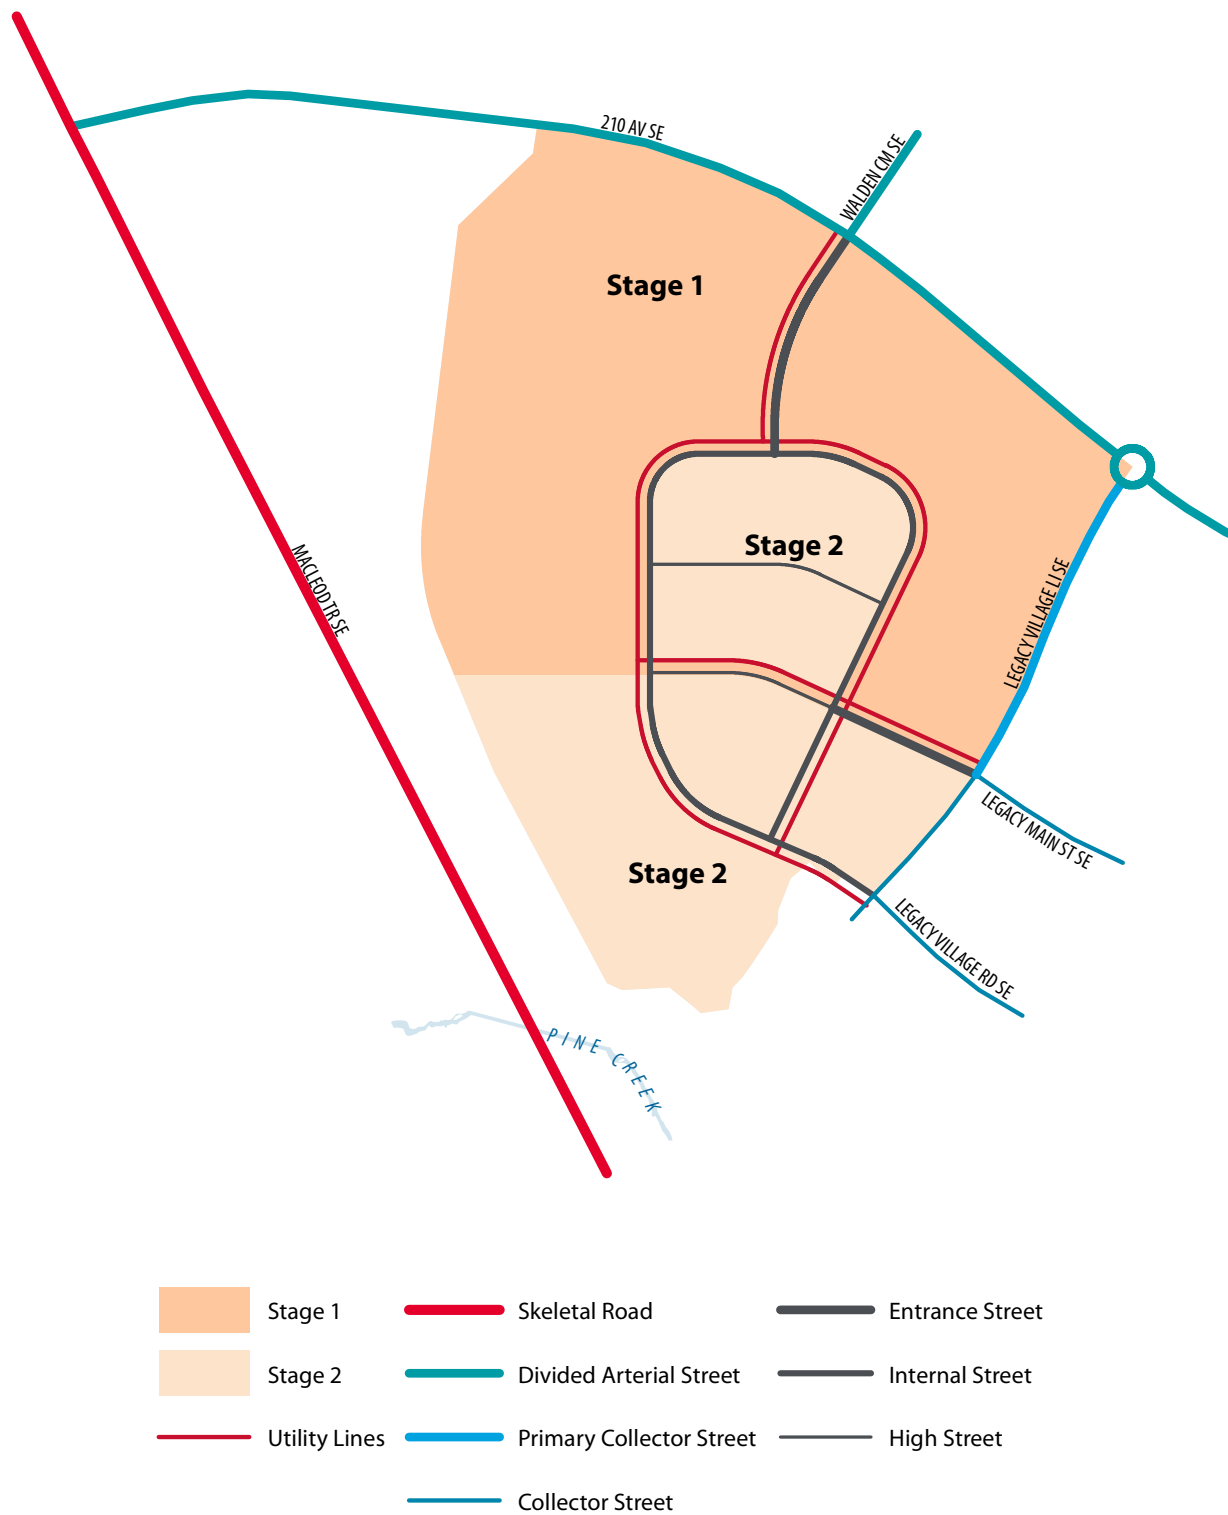 210 AV SE
WALDEN CM SE
Stage 1
Stage 2
MACLEOD TR SE
LEGACY VILLAGE LI SE
LEGACY MAIN ST SE
Stage 2
LEGACY VILLAGE RD SE
PINE CREEK
Stage 1
Skeletal Road
Entrance Street
Stage 2
Divided Arterial Street
Internal Street
Utility Lines
Primary Collector Street
High Street
Collector Street